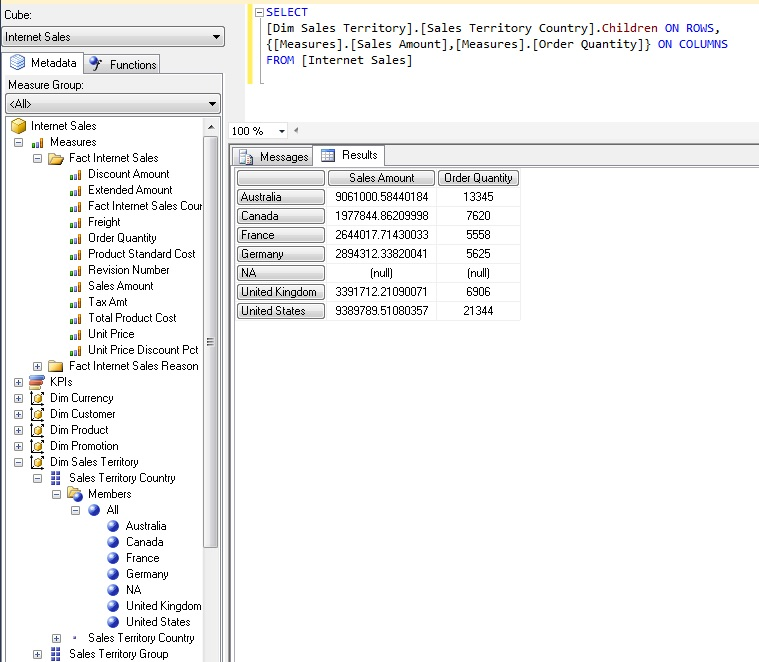 Cube:
Internet Sales
Metadata
Functions
Measure Group:
<All>
Internet Sales
Measures
Fact Internet Sales
Discount Amount
Extended Amount
Fact Internet Sales Cour
Freight
Order Quantity
Product Standard Cost
Revision Number
Sales Amount
Tax Amt
Total Product Cost
Unit Price
Unit Price Discount Pct
Fact Internet Sales Reason
KPIs
Dim Currency
Dim Customer
Dim Product
Dim Promotion
Dim Sales Territory
Sales Territory Country
Members
All
Australia
Canada
France
Germany
NA
United Kingdom
United States
Sales Territory Country
Sales Territory Group
SELECT
[Dim Sales Territory].[Sales Territory Country].Children ON ROWS,
{[Measures].[Sales Amount],[Measures].[Order Quantity]} ON COLUMNS
FROM [Internet Sales]
100 %
Messages
Results
Sales Amount Order Quantity
Australia 9061000.58440184 13345
Canada 1977844.86209998 7620
France 2644017.71430033 5558
Germany 2894312.33820041 5625
NA (null) (null)
United Kingdom 3391712.21090071 6906
United States 9389789.51080357 21344